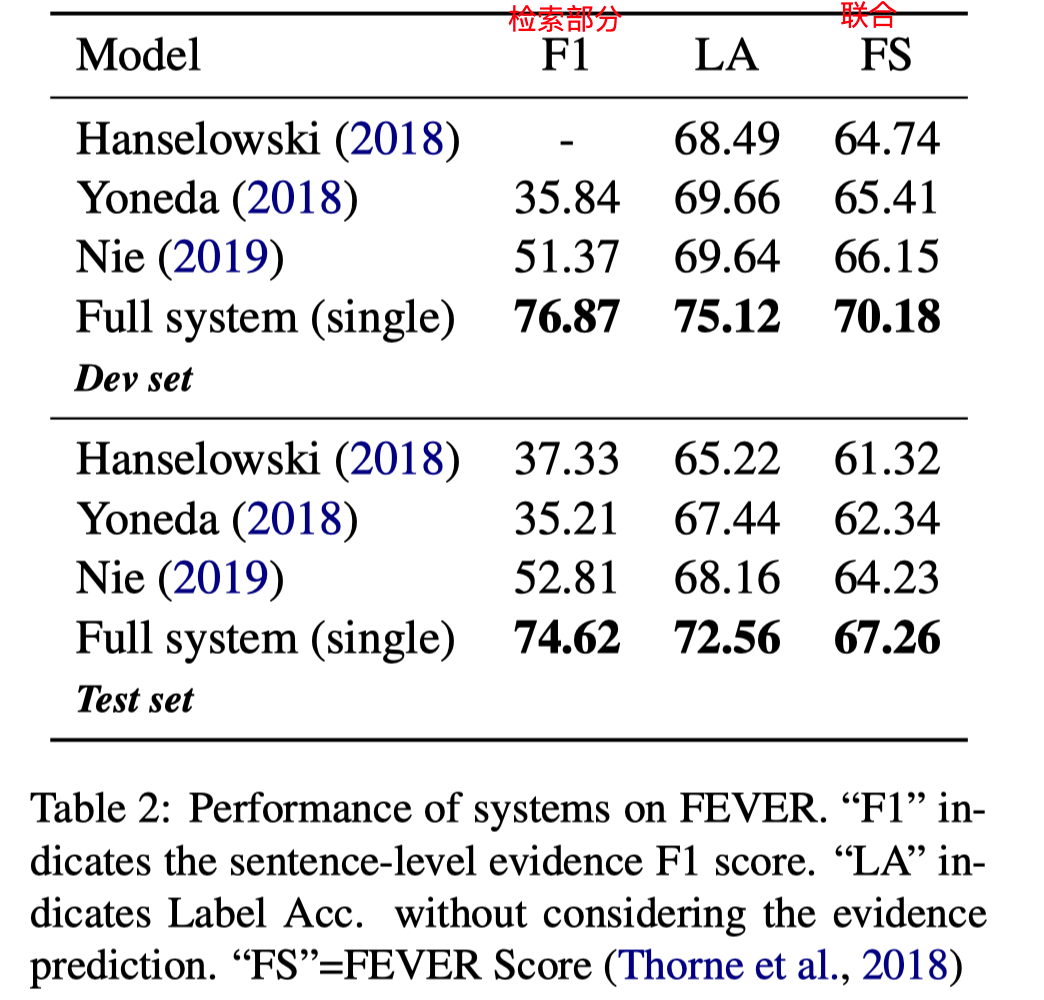 检索部分 联合
Model F1 LA FS
Hanselowski (2018) - 68.49 64.74
Yoneda (2018) 35.84 69.66 65.41
Nie (2019) 51.37 69.64 66.15
Full system (single) 76.87 75.12 70.18
Dev set
Hanselowski (2018) 37.33 65.22 61.32
Yoneda (2018) 35.21 67.44 62.34
Nie (2019) 52.81 68.16 64.23
Full system (single) 74.62 72.56 67.26
Test set
Table 2: Performance of systems on FEVER. “F1” in-
dicates the sentence-level evidence F1 score. “LA” in-
dicates Label Acc. without considering the evidence
prediction. “FS”=FEVER Score (Thorne et al., 2018)